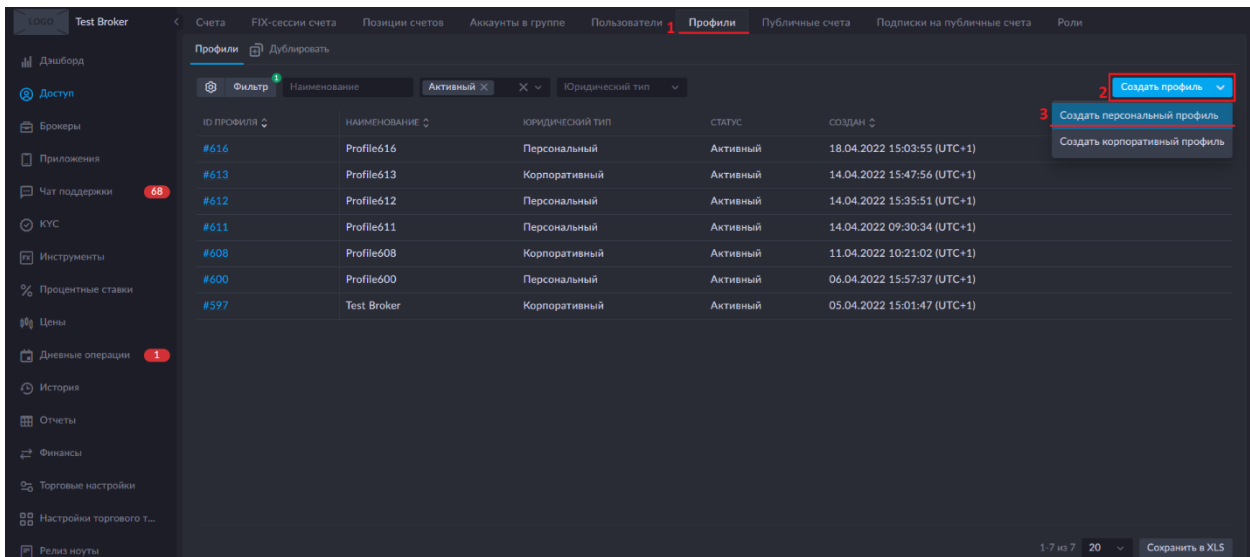 LOGO Test Broker
Счета FIX-сессии счета Позиции счетов Аккаунты в группе Пользователи 1 Профили Публичные счета Подписки на публичные счета Роли
Профили Дублировать
Дашборд
Фильтр 1 Наименование Активный Юридический тип 2 Создать профиль
Доступ
3 Создать персональный профиль
Создать корпоративный профиль
ID ПРОФИЛЯ НАИМЕНОВАНИЕ ЮРИДИЧЕСКИЙ ТИП СТАТУС СОЗДАН
#616 Profile616 Персональный Активный 18.04.2022 15:03:55 (UTC+1)
#613 Profile613 Корпоративный Активный 14.04.2022 15:47:56 (UTC+1)
#612 Profile612 Персональный Активный 14.04.2022 15:35:51 (UTC+1)
#611 Profile611 Персональный Активный 14.04.2022 09:30:34 (UTC+1)
#608 Profile608 Корпоративный Активный 11.04.2022 10:21:02 (UTC+1)
#600 Profile600 Персональный Активный 06.04.2022 15:57:37 (UTC+1)
#597 Test Broker Корпоративный Активный 05.04.2022 15:01:47 (UTC+1)
Брокеры
Приложения
Чат поддержки 68
KYC
FX Инструменты
Процентные ставки
Цены
Дневные операции 1
История
Отчеты
Финансы
Торговые настройки
Настройки торгового т...
Релиз ноуты
1-7 из 7 20 Сохранить в XLS